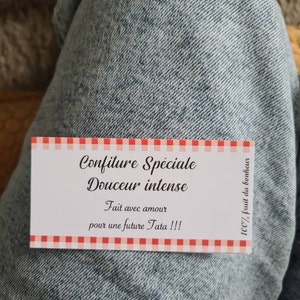 Confiture Spéciale
Douceur intense
Fait avec amour
pour une future Tata !!!
100% fruit du bonheur